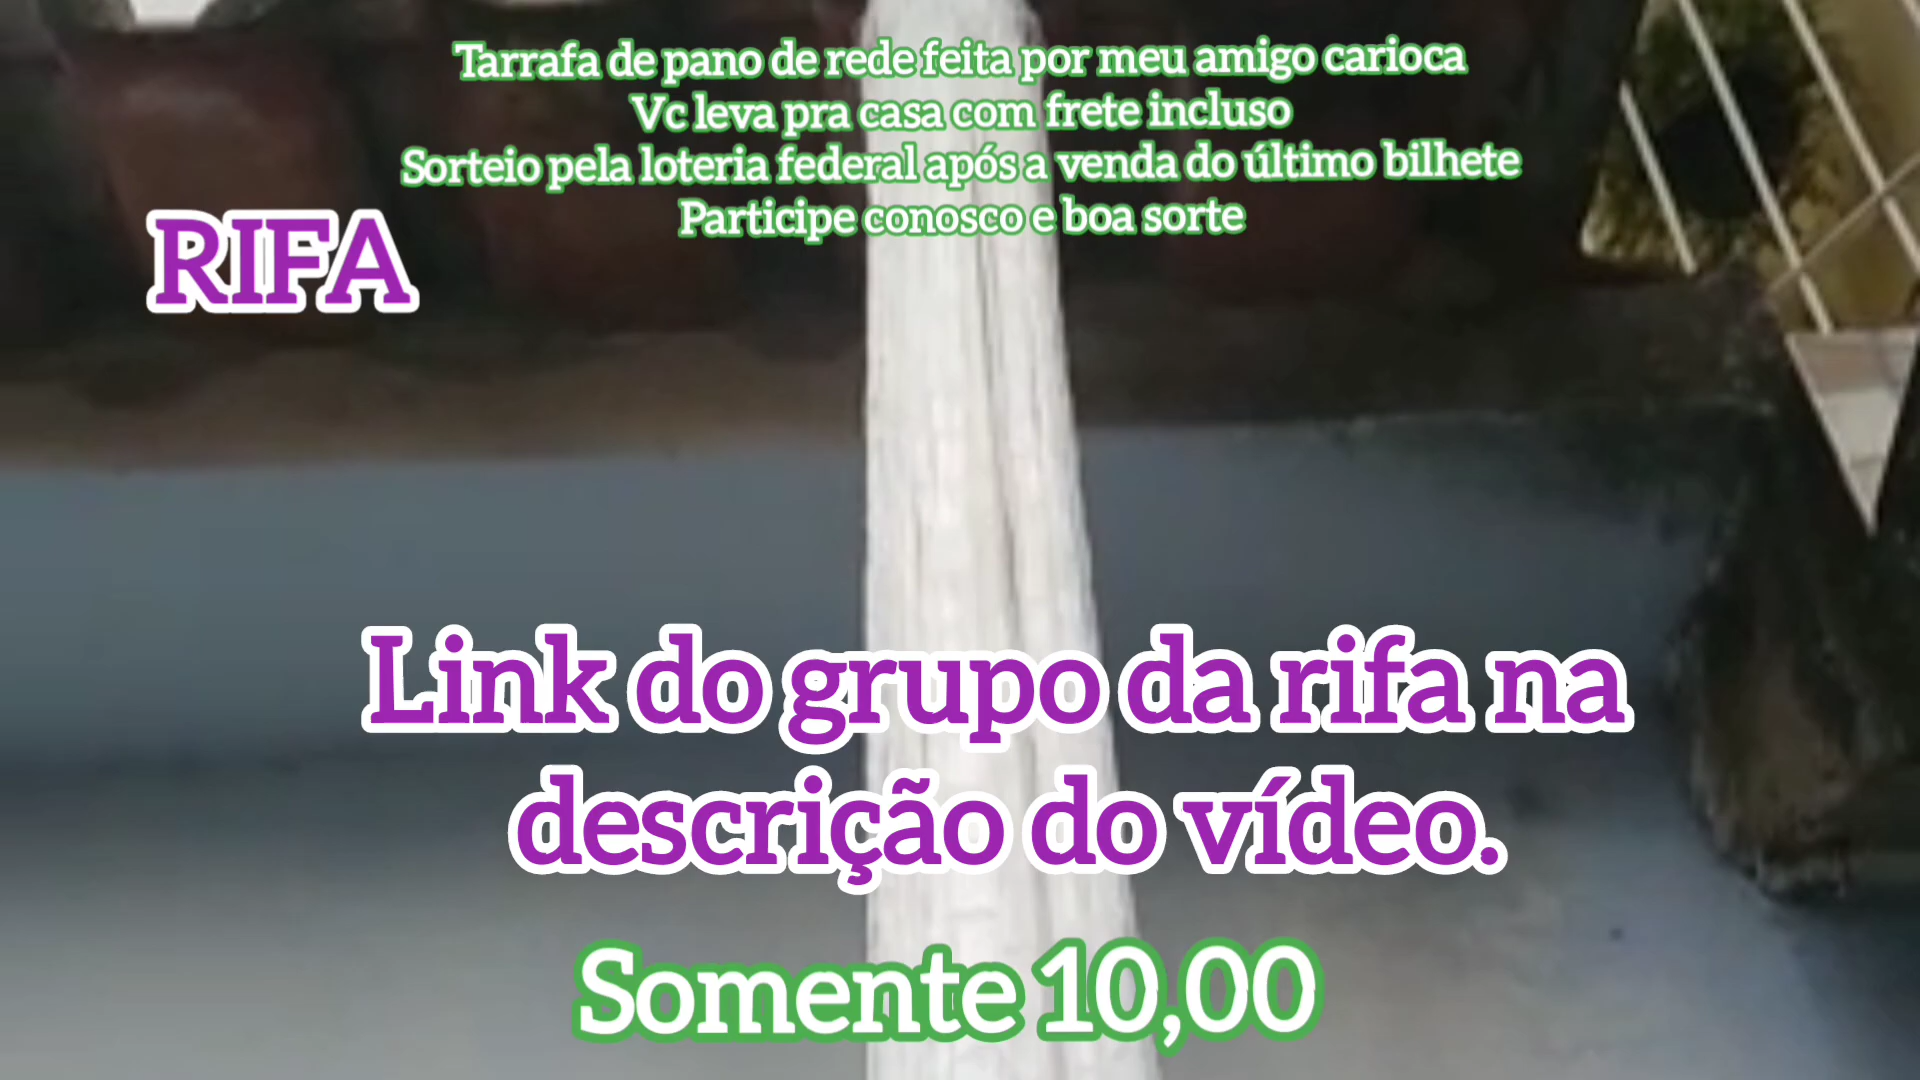 Tarrafa de pano de rede feita por meu amigo carioca
Vc leva pra casa com frete incluso
Sorteio pela loteria federal após a venda do último bilhete
Participe conosco e boa sorte
RIFA
Link do grupo da rifa na
descrição do vídeo.
Somente 10,00